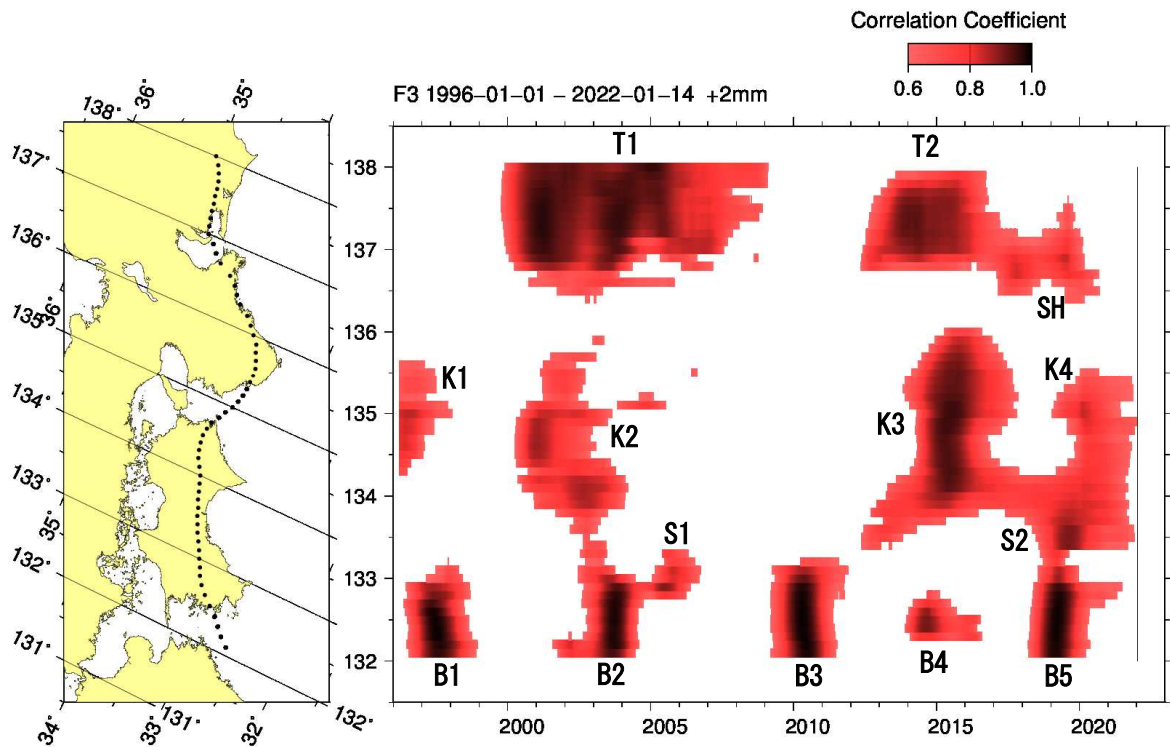 Correlation Coefficient
0.6 0.8 1.0
F3 1996-01-01 - 2022-01-14 +2mm
36° 35°
138°
137°
136°
135°
36°
134°
133°
35°
132°
131°
34° 33° 131° 32° 132°
138
137
136
135
134
133
132
T1 T2
SH
K1 K4
K2 K3
S1 S2
B1 B2 B3 B4 B5
2000 2005 2010 2015 2020